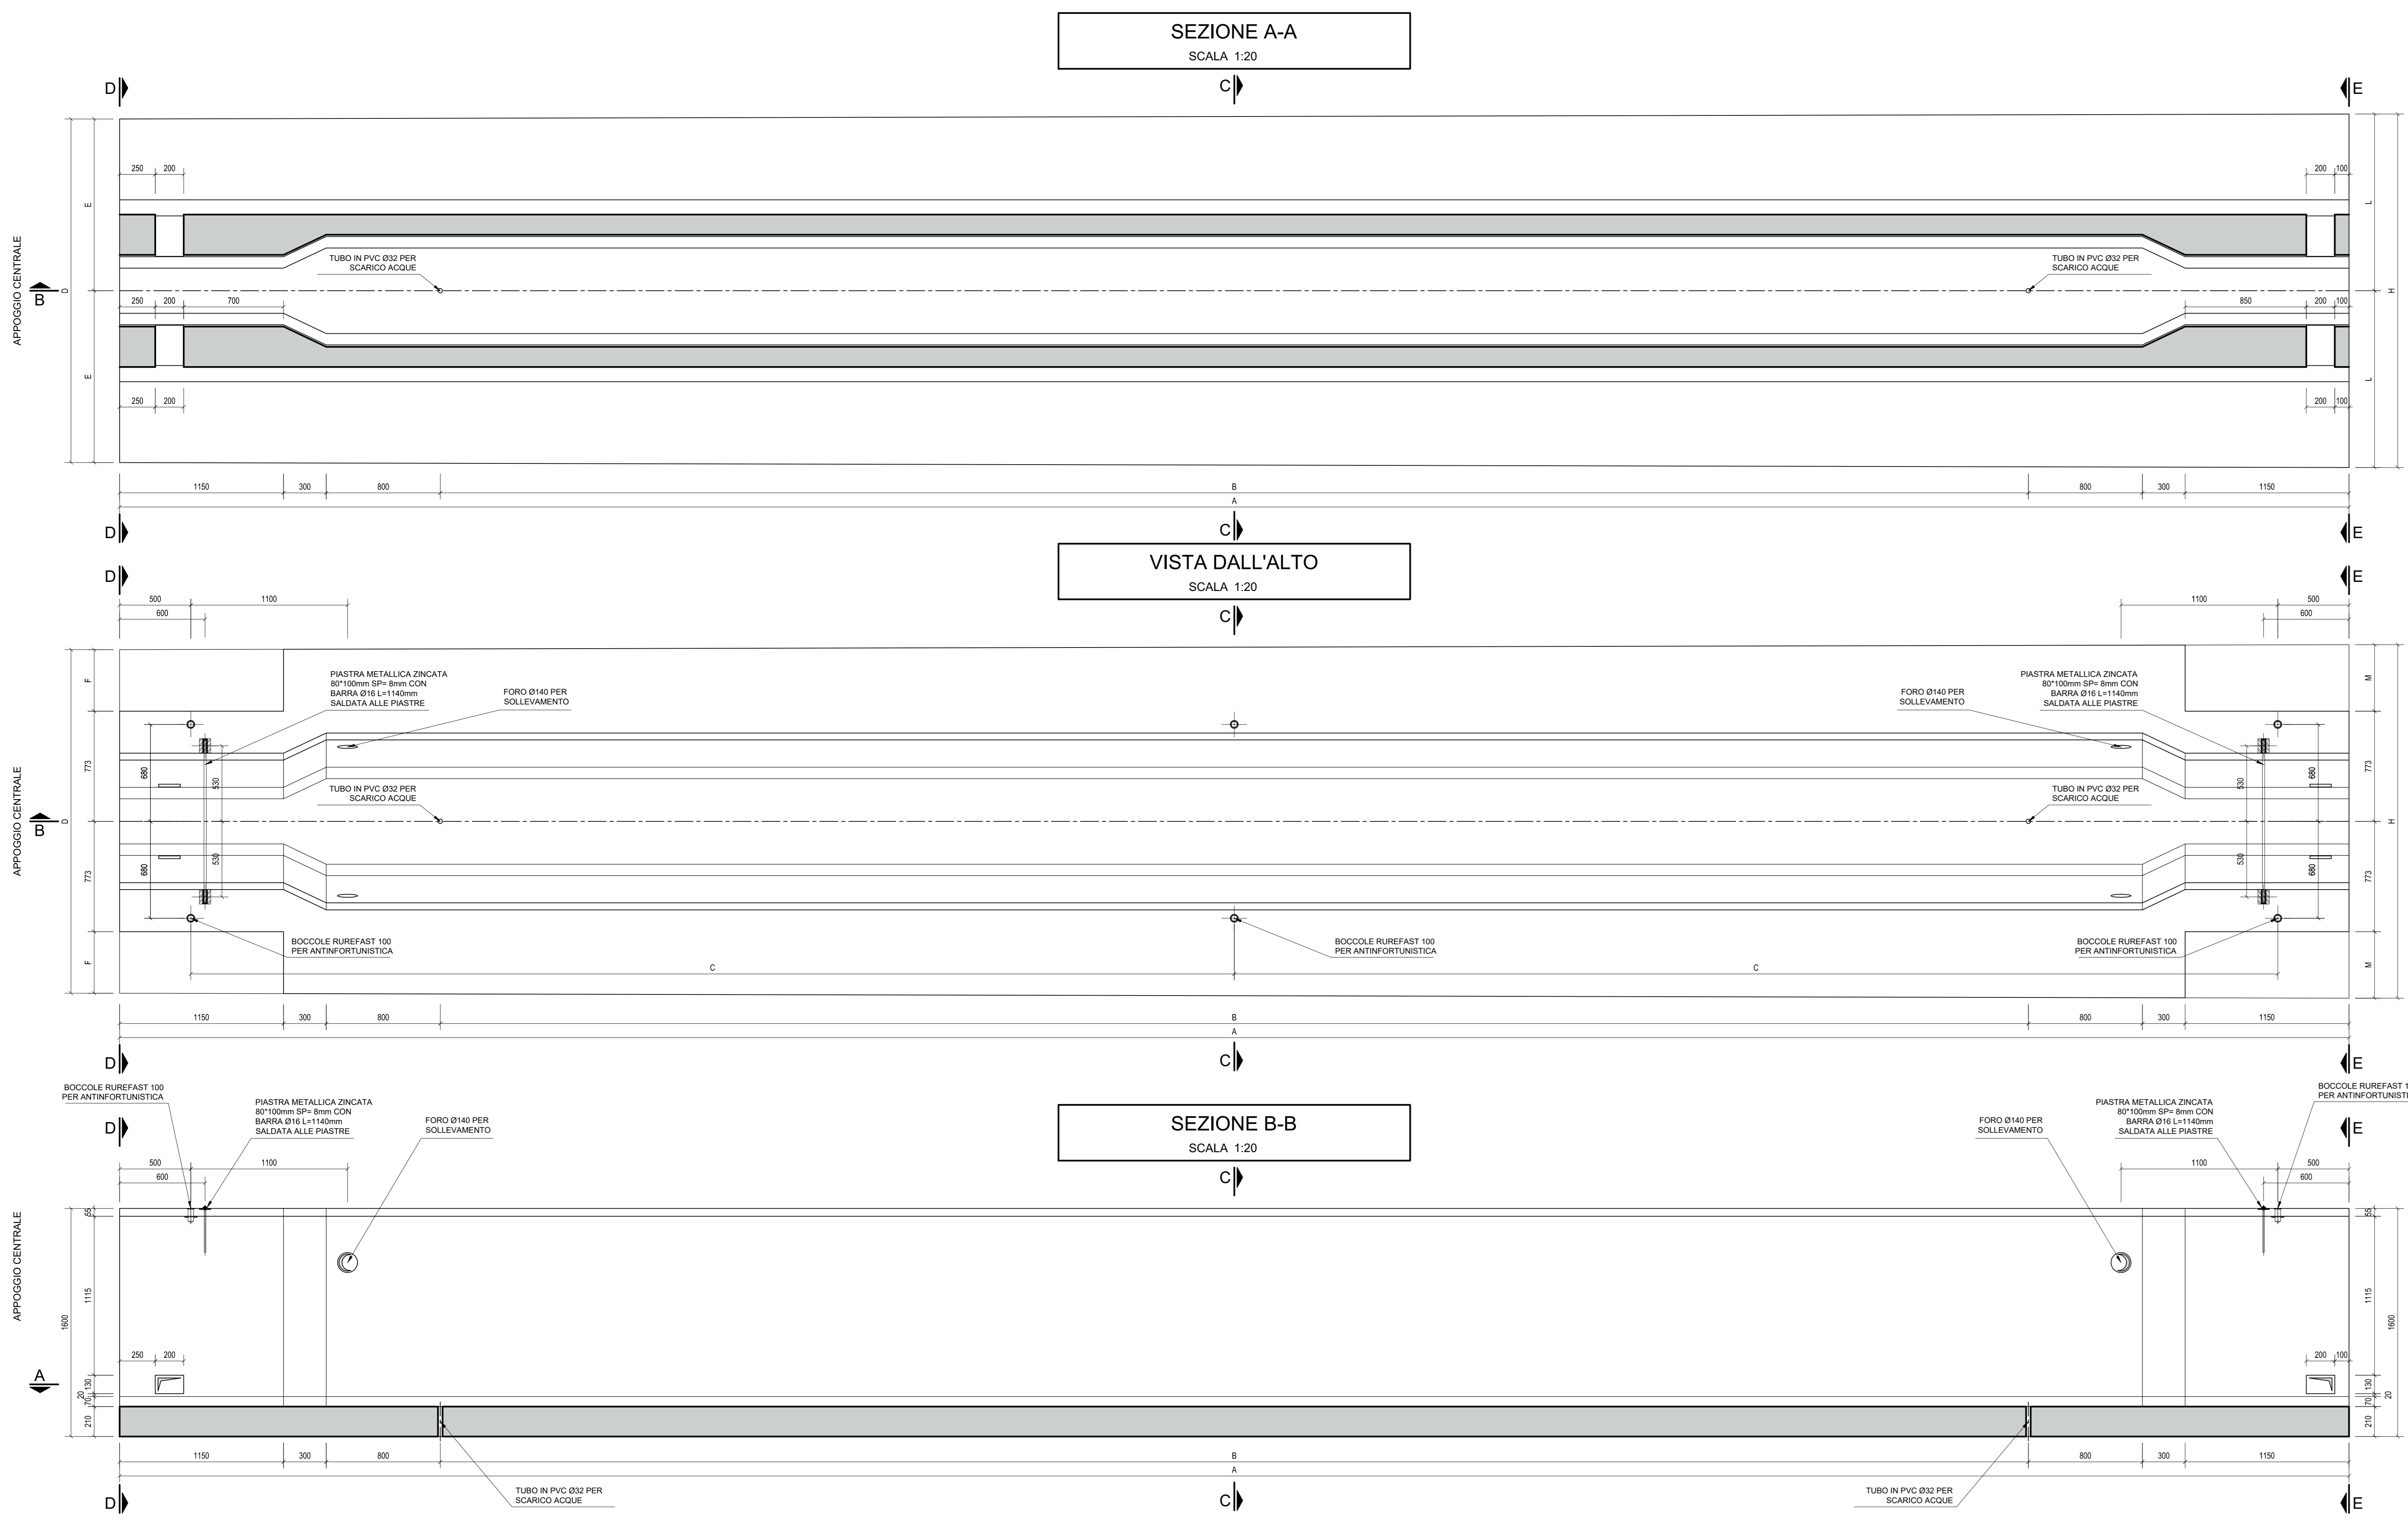 SEZIONE A-A
SCALA 1:20
D
C
E
250 200
200 100
E
L
TUBO IN PVC Ø32 PER
SCARICO ACQUE
TUBO IN PVC Ø32 PER
SCARICO ACQUE
APPOGGIO CENTRALE
B
D
H
250 200 700
850 200 100
E
L
250 200
200 100
1150 300 800 B 800 300 1150
A
D
C
E
VISTA DALL'ALTO
SCALA 1:20
D
C
E
500 1100
1100 500
600
600
F
M
PIASTRA METALLICA ZINCATA
80*100mm SP= 8mm CON
BARRA Ø16 L=1140mm
SALDATA ALLE PIASTRE
FORO Ø140 PER
SOLLEVAMENTO
FORO Ø140 PER
SOLLEVAMENTO
PIASTRA METALLICA ZINCATA
80*100mm SP= 8mm CON
BARRA Ø16 L=1140mm
SALDATA ALLE PIASTRE
773 680 530
530 680 773
TUBO IN PVC Ø32 PER
SCARICO ACQUE
TUBO IN PVC Ø32 PER
SCARICO ACQUE
APPOGGIO CENTRALE
B
D
H
773 680 530
530 680 773
BOCCOLE RUREFAST 100
PER ANTINFORTUNISTICA
BOCCOLE RUREFAST 100
PER ANTINFORTUNISTICA
BOCCOLE RUREFAST 100
PER ANTINFORTUNISTICA
F
C
C
M
1150 300 800 B 800 300 1150
A
D
C
E
BOCCOLE RUREFAST 100
PER ANTINFORTUNISTICA
PIASTRA METALLICA ZINCATA
80*100mm SP= 8mm CON
BARRA Ø16 L=1140mm
SALDATA ALLE PIASTRE
FORO Ø140 PER
SOLLEVAMENTO
D
SEZIONE B-B
SCALA 1:20
C
FORO Ø140 PER
SOLLEVAMENTO
PIASTRA METALLICA ZINCATA
80*100mm SP= 8mm CON
BARRA Ø16 L=1140mm
SALDATA ALLE PIASTRE
BOCCOLE RUREFAST
PER
E
500 1100
1100 500
600
600
55
55
APPOGGIO CENTRALE
1600 1115
1115 1600
250 200
200 100
A
20 130 70 210
130 70 210 20
1150 300 800 B 800 300 1150
A
TUBO IN PVC Ø32 PER
SCARICO ACQUE
TUBO IN PVC Ø32 PER
SCARICO ACQUE
D
C
E